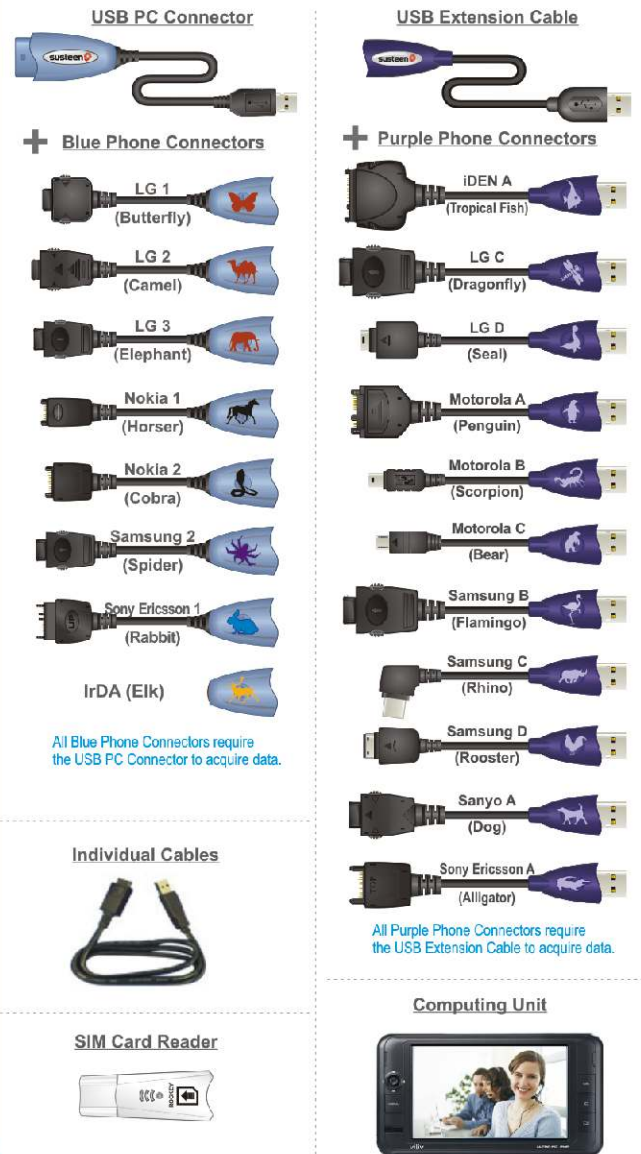 USB PC Connector
susteen
+ Blue Phone Connectors
LG 1
(Butterfly)
LG 2
(Camel)
LG 3
(Elephant)
Nokia 1
(Horser)
Nokia 2
(Cobra)
Samsung 2
(Spider)
Sony Ericsson 1
(Rabbit)
IrDA (Elk)
All Blue Phone Connectors require
the USB PC Connector to acquire data.
Individual Cables
SIM Card Reader
ROCKEY
USB Extension Cable
susteen
+ Purple Phone Connectors
iDEN A
(Tropical Fish)
LG C
(Dragonfly)
LG D
(Seal)
Motorola A
(Penguin)
Motorola B
(Scorpion)
Motorola C
(Bear)
Samsung B
(Flamingo)
Samsung C
(Rhino)
Samsung D
(Rooster)
Sanyo A
(Dog)
Sony Ericsson A
(Alligator)
All Purple Phone Connectors require
the USB Extension Cable to acquire data.
Computing Unit
viliv